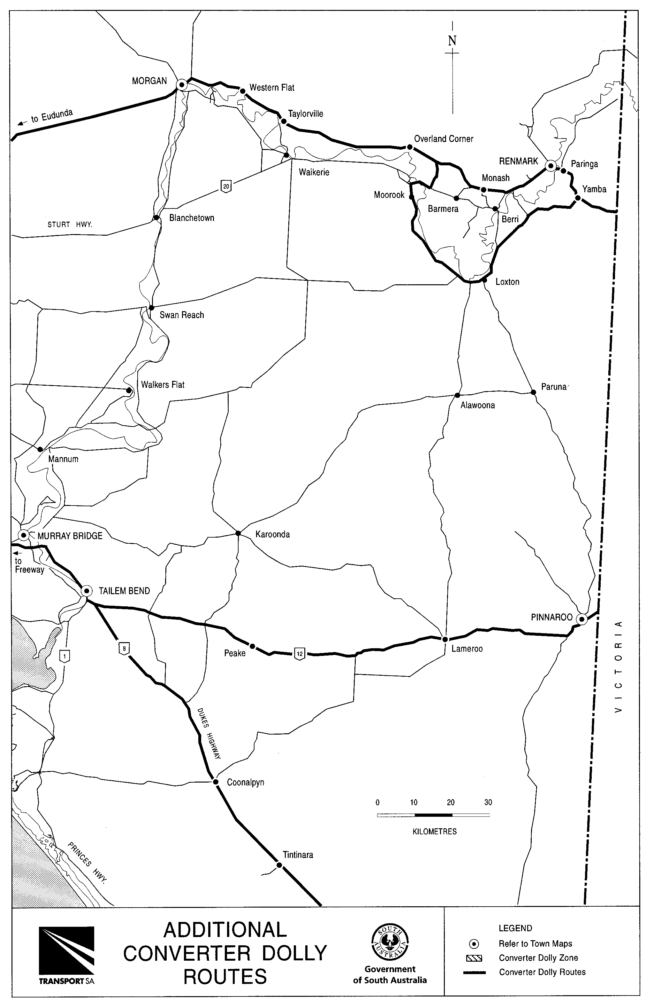 N
MORGAN
Western Flat
to Eudunda
Taylorville
Overland Corner
RENMARK
Paringa
Waikerie
Monash
20
Moorook
Yamba
Barmera
Blanchetown
Berri
STURT HWY.
Loxton
Swan Reach
Walkers Flat
Paruna
Alawoona
Mannum
MURRAY BRIDGE
Karoonda
to
Freeway
TAILEM BEND
PINNAROO
8
Peake
12
Lameroo
1
VICTORIA
DUKES HIGHWAY
Coonalpyn
0 10 20 30
KILOMETRES
PRINCES HWY.
Tintinara
TRANSPORT SA
ADDITIONAL
CONVERTER DOLLY
ROUTES
SOUTH
AUSTRALIA
Government
of South Australia
LEGEND
Refer to Town Maps
Converter Dolly Zone
Converter Dolly Routes